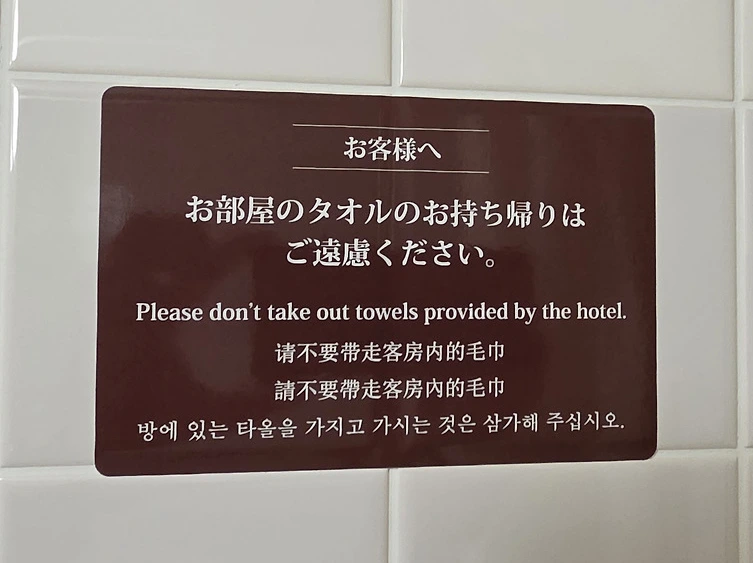 お客様へ
お部屋のタオルのお持ち帰りは
ご遠慮ください。
Please don't take out towels provided by the hotel.
请不要带走客房内的毛巾
請不要帶走客房內的毛巾
방에 있는 타올을 가지고 가시는 것은 삼가해 주십시오.